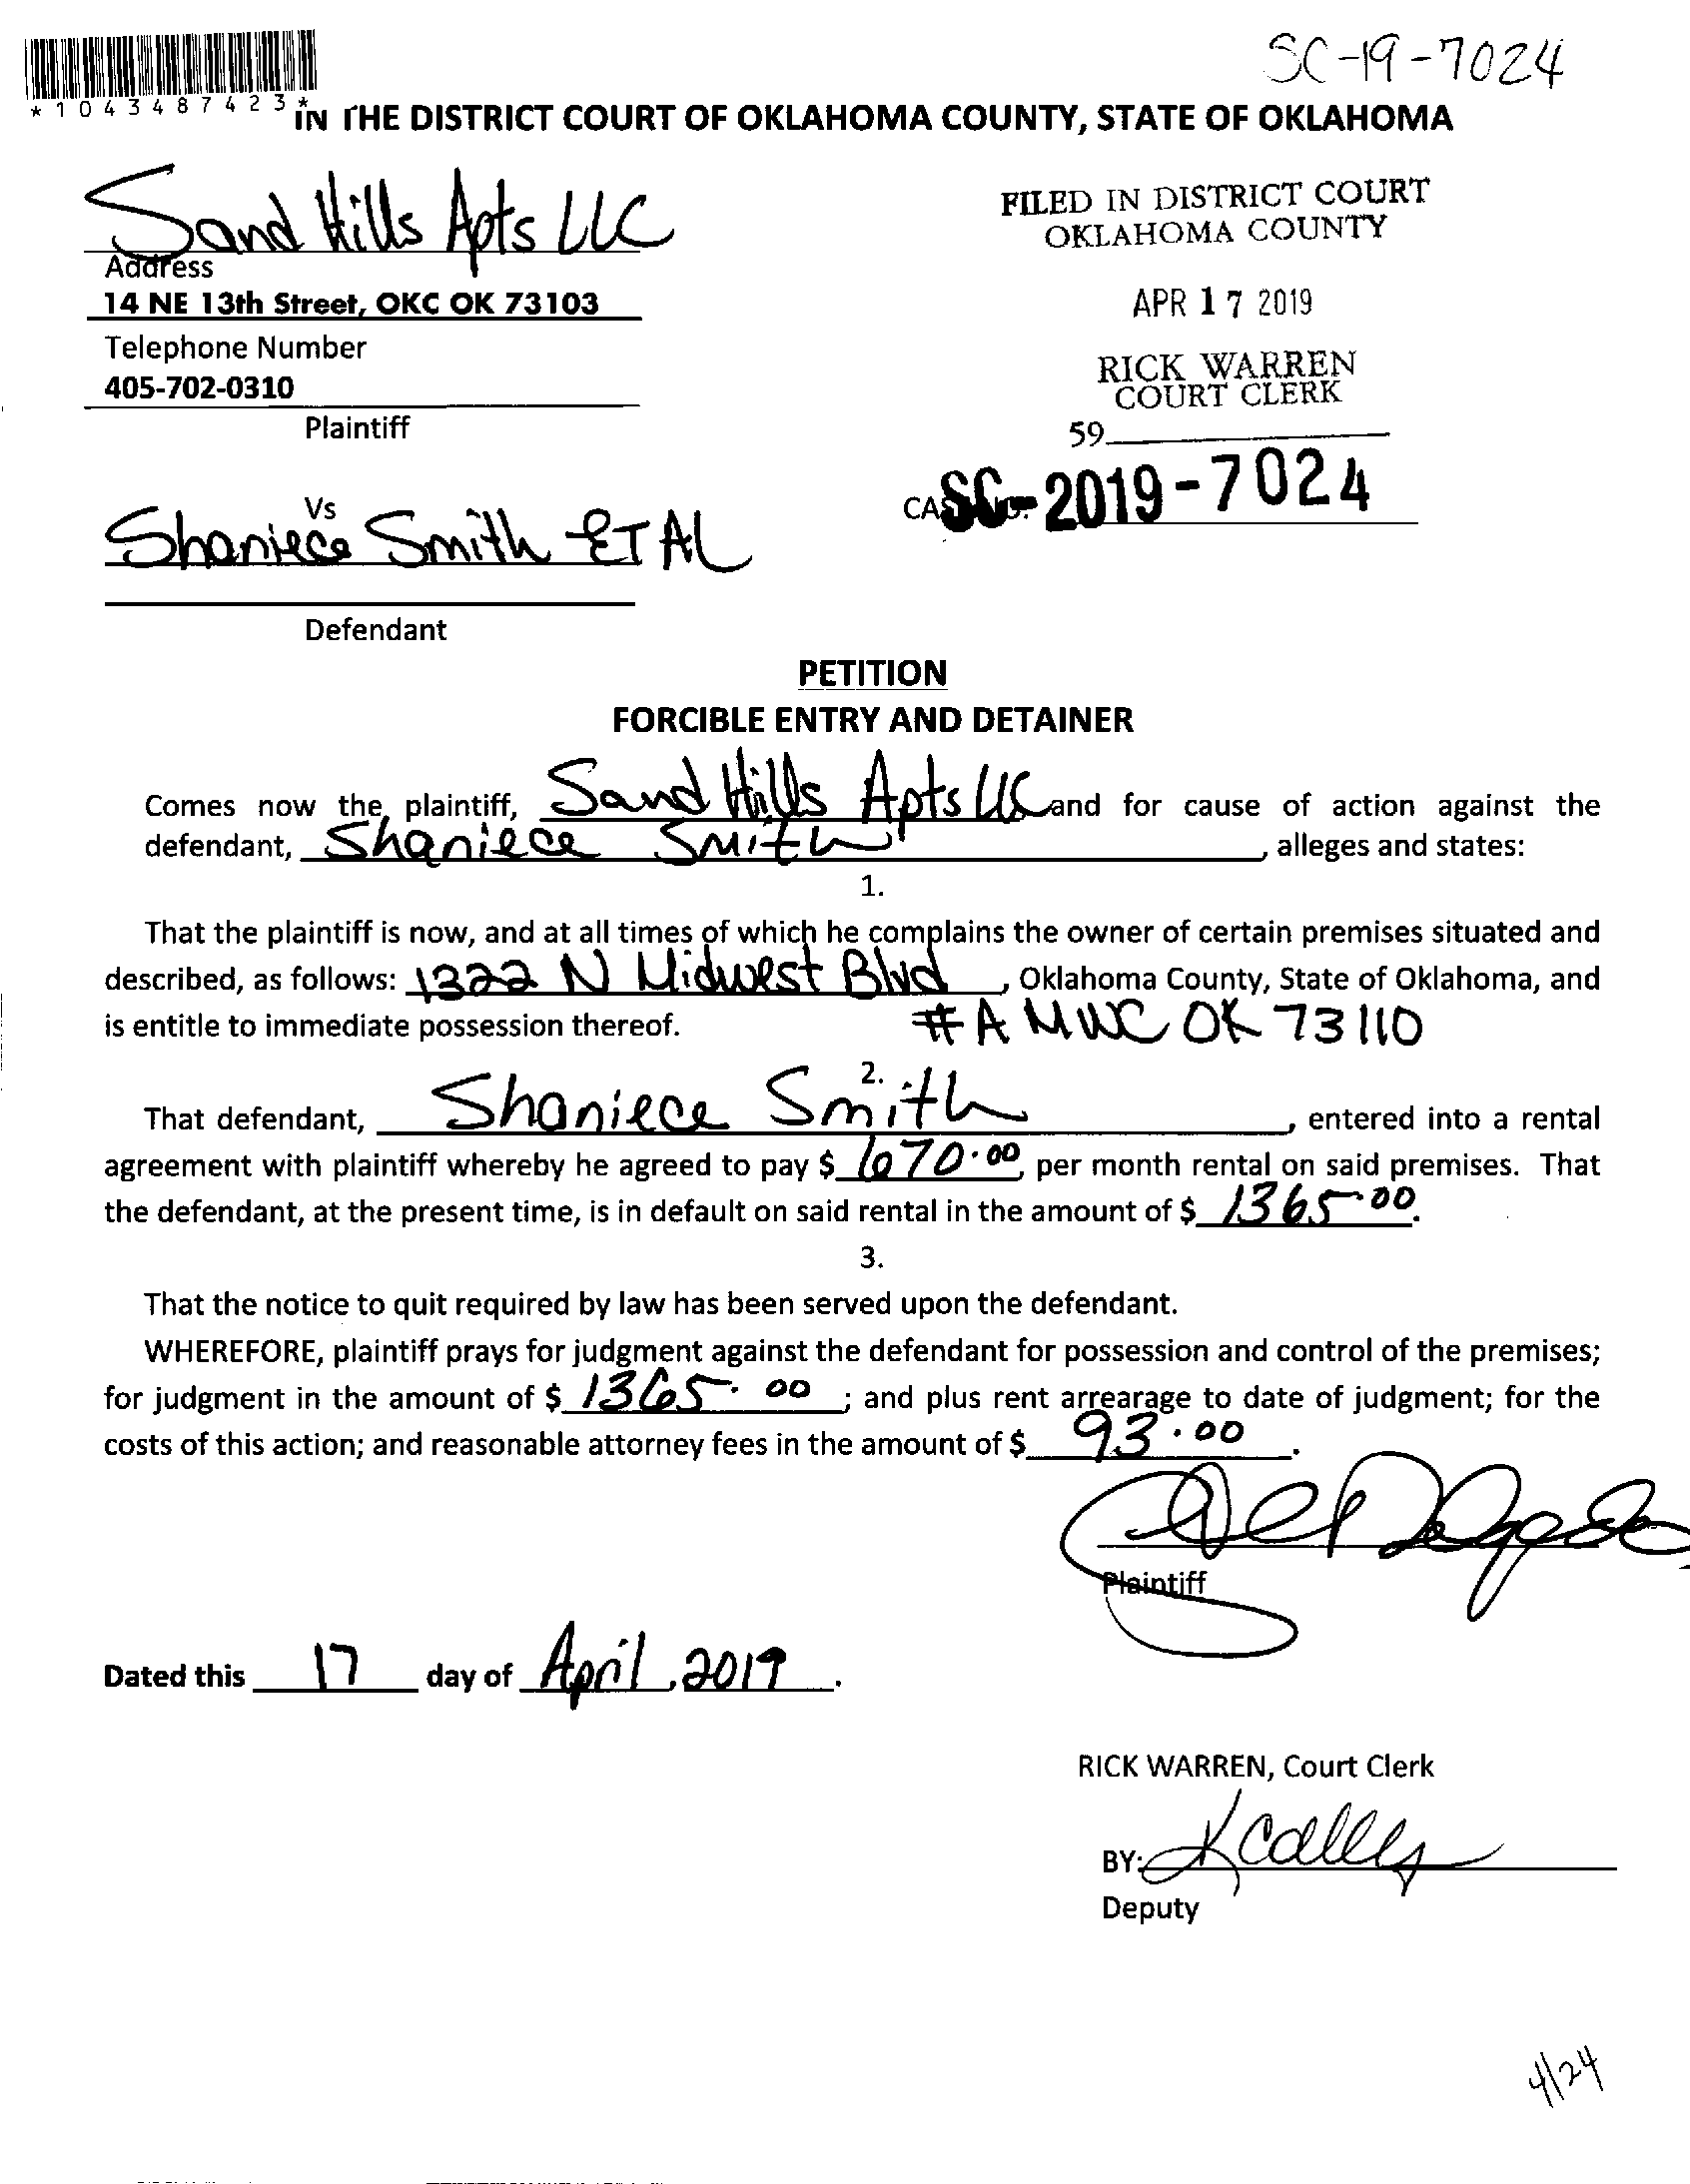 SC-19-7024
*1043487423*
IN THE DISTRICT COURT OF OKLAHOMA COUNTY, STATE OF OKLAHOMA
Sand Hills Apts LLC
Address
14 NE 13th Street, OKC OK 73103
Telephone Number
405-702-0310
Plaintiff
FILED IN DISTRICT COURT
OKLAHOMA COUNTY
APR 17 2019
RICK WARREN
COURT CLERK
59
SC-2019-7024
Vs
Shaniece Smith ET AL
Defendant
PETITION
FORCIBLE ENTRY AND DETAINER
Comes now the plaintiff, Sand Hills Apts LLC and for cause of action against the
defendant, Shaniece Smith, alleges and states:
1.
That the plaintiff is now, and at all times of which he complains the owner of certain premises situated and
described, as follows: 1322 N Midwest Blvd, Oklahoma County, State of Oklahoma, and
is entitle to immediate possession thereof. #A MWC OK 73110
2.
That defendant, Shaniece Smith, entered into a rental
agreement with plaintiff whereby he agreed to pay $ 670.00, per month rental on said premises. That
the defendant, at the present time, is in default on said rental in the amount of $ 1365.00.
3.
That the notice to quit required by law has been served upon the defendant.
WHEREFORE, plaintiff prays for judgment against the defendant for possession and control of the premises;
for judgment in the amount of $ 1365.00; and plus rent arrearage to date of judgment; for the
costs of this action; and reasonable attorney fees in the amount of $ 93.00.
Plaintiff
Dated this 17 day of April, 2019.
RICK WARREN, Court Clerk
BY:
Deputy
4/24